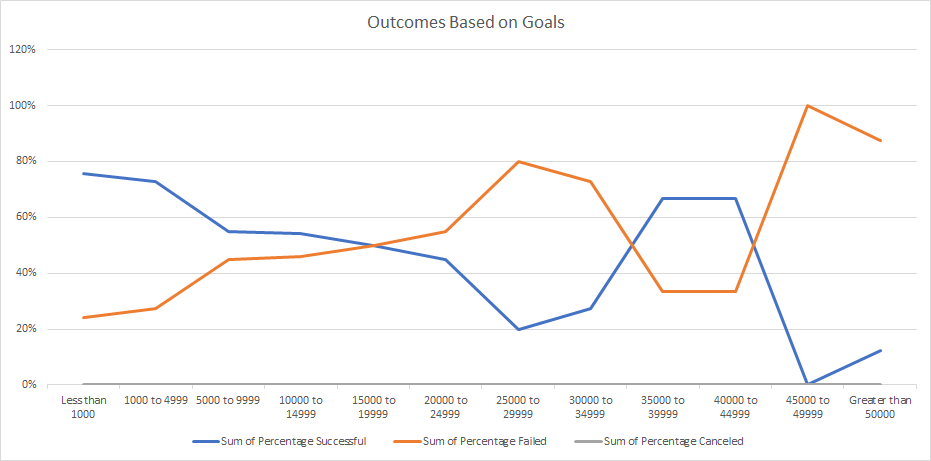 Outcomes Based on Goals
120%
100%
80%
60%
40%
20%
0%
Less than 1000
1000 to 4999
5000 to 9999
10000 to 14999
15000 to 19999
20000 to 24999
25000 to 29999
30000 to 34999
35000 to 39999
40000 to 44999
45000 to 49999
Greater than 50000
Sum of Percentage Successful
Sum of Percentage Failed
Sum of Percentage Canceled